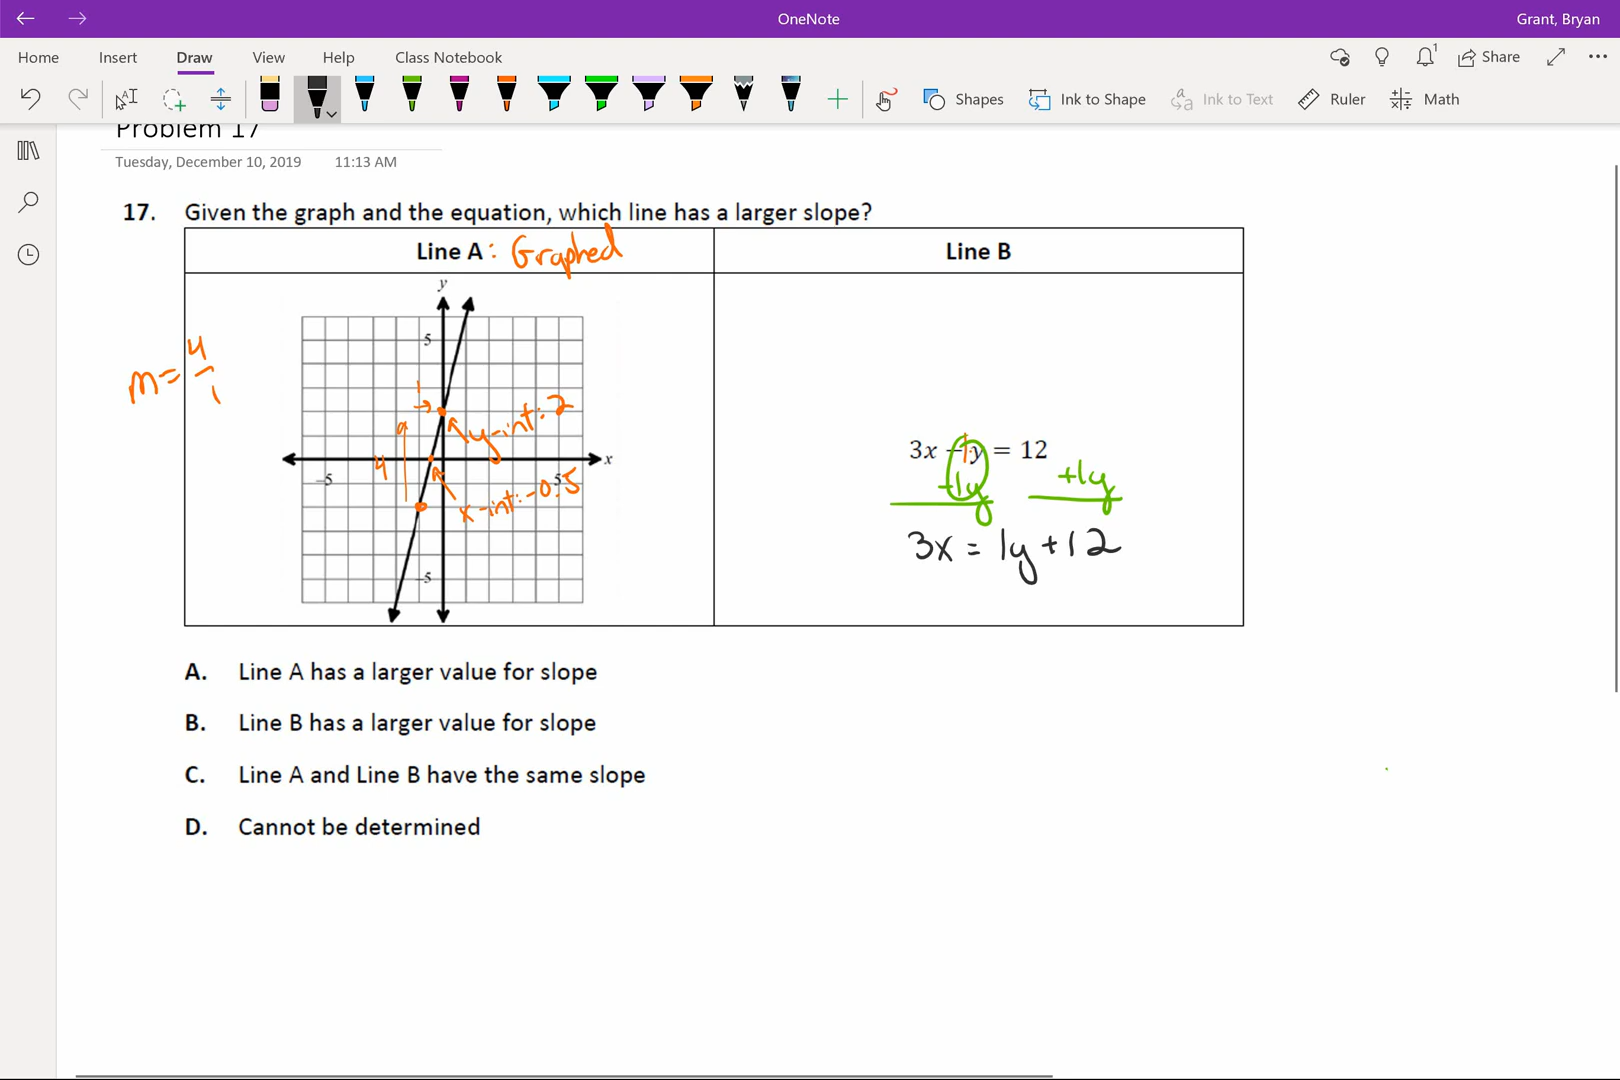 OneNote
Grant, Bryan
Home Insert Draw View Help Class Notebook
1 Share
Shapes Ink to Shape Ink to Text Ruler Math
Problem 17
Tuesday, December 10, 2019 11:13 AM
17. Given the graph and the equation, which line has a larger slope?
Line A : Graphed
Line B
y
5
m = 4/1
1
y-int: 2
x
-5
5
4
x-int: -0.5
-5
3x - 1y = 12
+1y +1y
3x = 1y + 12
A. Line A has a larger value for slope
B. Line B has a larger value for slope
C. Line A and Line B have the same slope
D. Cannot be determined